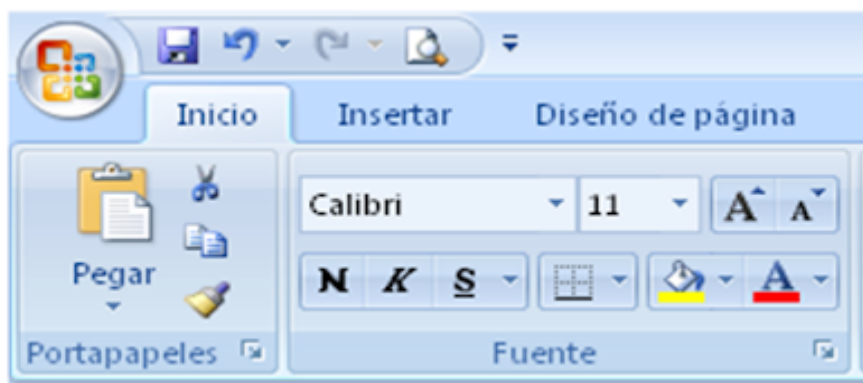 Inicio Insertar Diseño de página
Calibri 11 A A
Pegar N K S A
Portapapeles Fuente